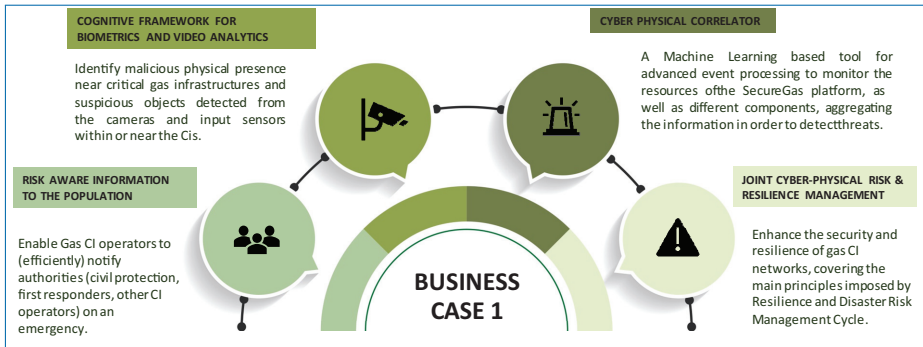 COGNITIVE FRAMEWORK FOR
BIOMETRICS AND VIDEO ANALYTICS
Identify malicious physical presence
near critical gas infrastructures and
suspicious objects detected from
the cameras and input sensors
within or near the Cis.
CYBER PHYSICAL CORRELATOR
A Machine Learning based tool for
advanced event processing to monitor the
resources ofthe SecureGas platform, as
well as different components, aggregating
the information in order to detectthreats.
RISK AWARE INFORMATION
TO THE POPULATION
Enable Gas CI operators to
(efficiently) notify
authorities (civil protection,
first responders, other CI
operators) on an
emergency.
JOINT CYBER-PHYSICAL RISK &
RESILIENCE MANAGEMENT
Enhance the security and
resilience of gas CI
networks, covering the
main principles imposed by
Resilience and Disaster Risk
Management Cycle.
BUSINESS
CASE 1